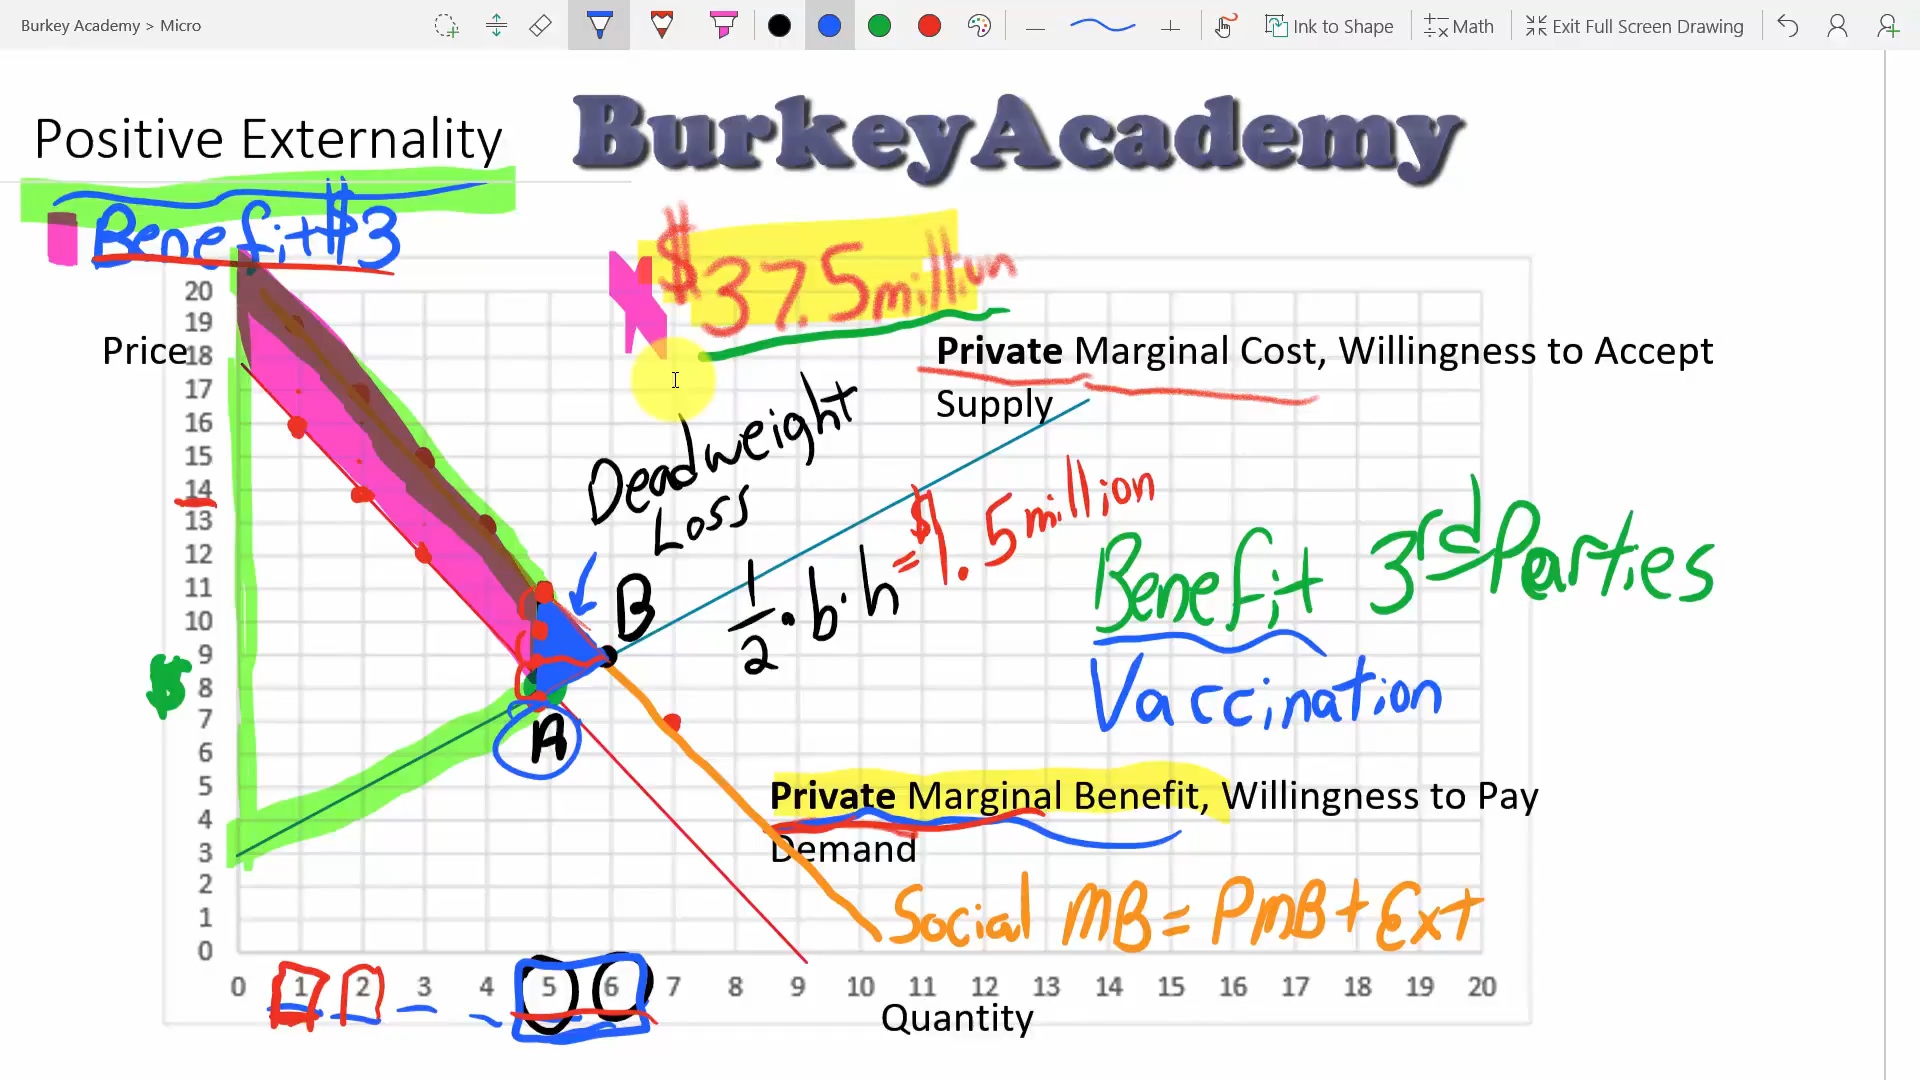 Burkey Academy > Micro
Ink to Shape
Math
Exit Full Screen Drawing
Positive Externality
BurkeyAcademy
Benefit $3
$37.5 million
20
19
18
17
16
15
14
13
12
11
10
9
8
7
6
5
4
3
2
1
0
Price
$
Private Marginal Cost, Willingness to Accept
Supply
Deadweight
Loss
B
1/2 · b · h = $1.5 million
Benefit 3rd Parties
Vaccination
A
Private Marginal Benefit, Willingness to Pay
Demand
Social MB = PMB + Ext
0 1 2 3 4 5 6 7 8 9 10 11 12 13 14 15 16 17 18 19 20
Quantity